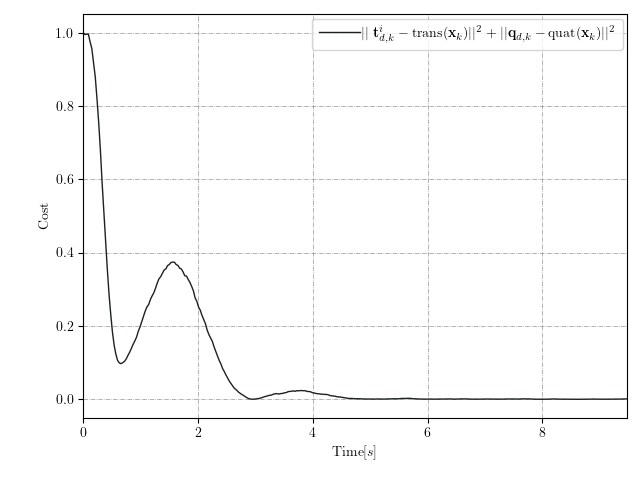 || t^i_{d,k} − trans(x_k)||^2 + ||q_{d,k} − quat(x_k)||^2
1.0
0.8
0.6
0.4
0.2
0.0
Cost
0 2 4 6 8
Time[s]